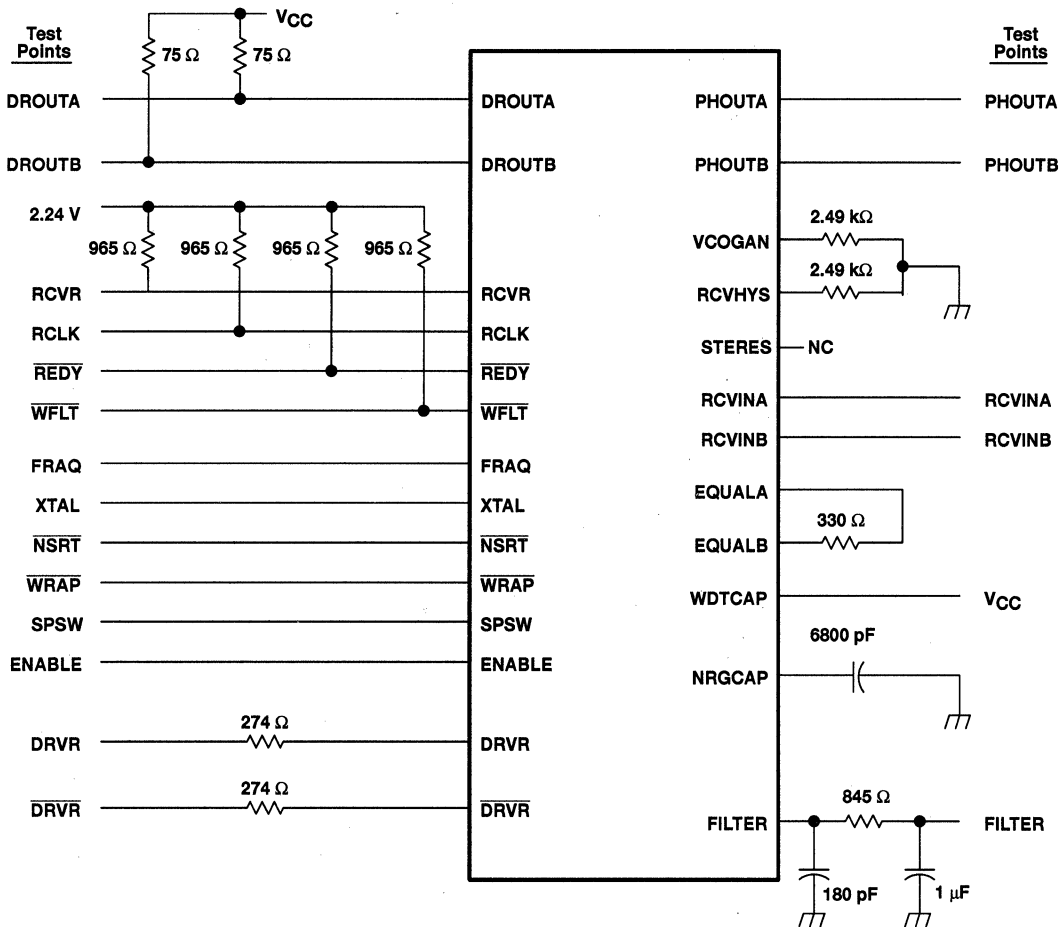 Test
Points
VCC
75 Ω
75 Ω
DROUTA
DROUTB
2.24 V
965 Ω
965 Ω
965 Ω
965 Ω
RCVR
RCLK
REDY
WFLT
FRAQ
XTAL
NSRT
WRAP
SPSW
ENABLE
274 Ω
DRVR
274 Ω
DRVR
DROUTA
DROUTB
RCVR
RCLK
REDY
WFLT
FRAQ
XTAL
NSRT
WRAP
SPSW
ENABLE
DRVR
DRVR
PHOUTA
PHOUTB
VCOGAN
RCVHYS
STERES
RCVINA
RCVINB
EQUALA
EQUALB
WDTCAP
NRGCAP
FILTER
2.49 kΩ
2.49 kΩ
NC
330 Ω
6800 pF
845 Ω
180 pF
1 μF
Test
Points
PHOUTA
PHOUTB
RCVINA
RCVINB
VCC
FILTER